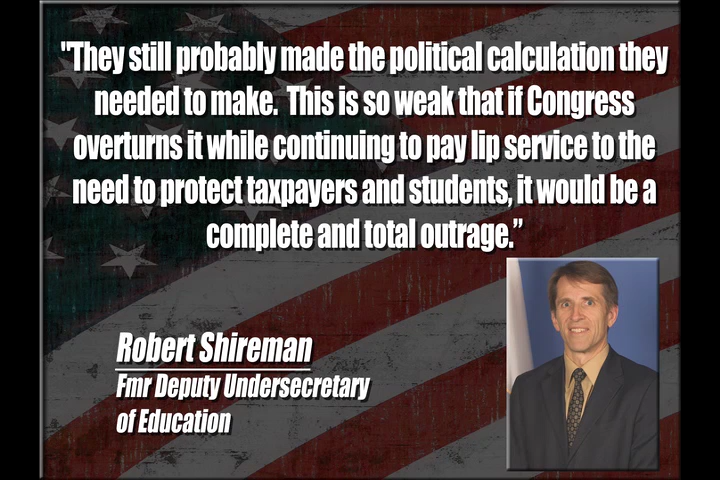 "They still probably made the political calculation they
needed to make. This is so weak that if Congress
overturns it while continuing to pay lip service to the
need to protect taxpayers and students, it would be a
complete and total outrage.”
Robert Shireman
Fmr Deputy Undersecretary
of Education